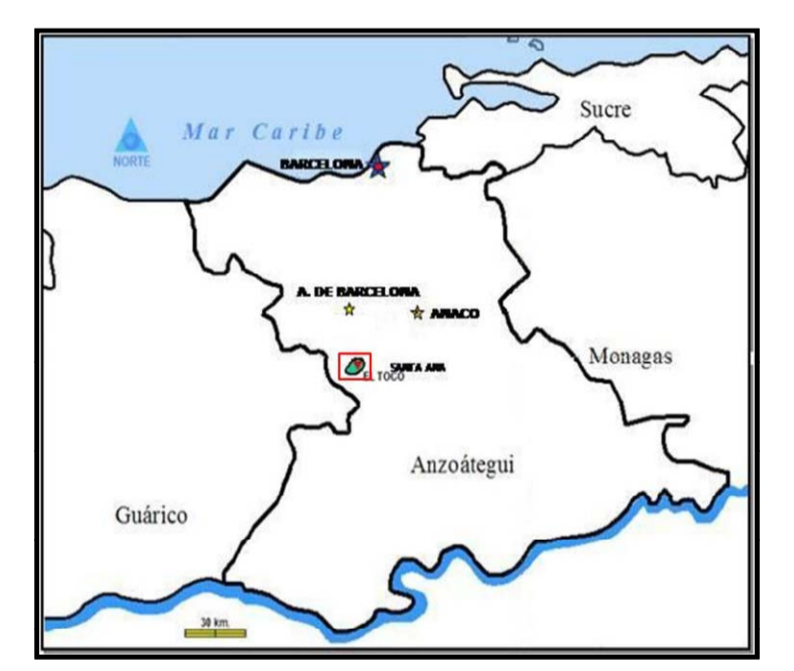 Sucre
Mar Caribe
NORTE
BARCELONA
A. DE BARCELONA
ANACO
Monagas
SANTA ANA
EL TOCO
Anzoátegui
Guárico
30 km.